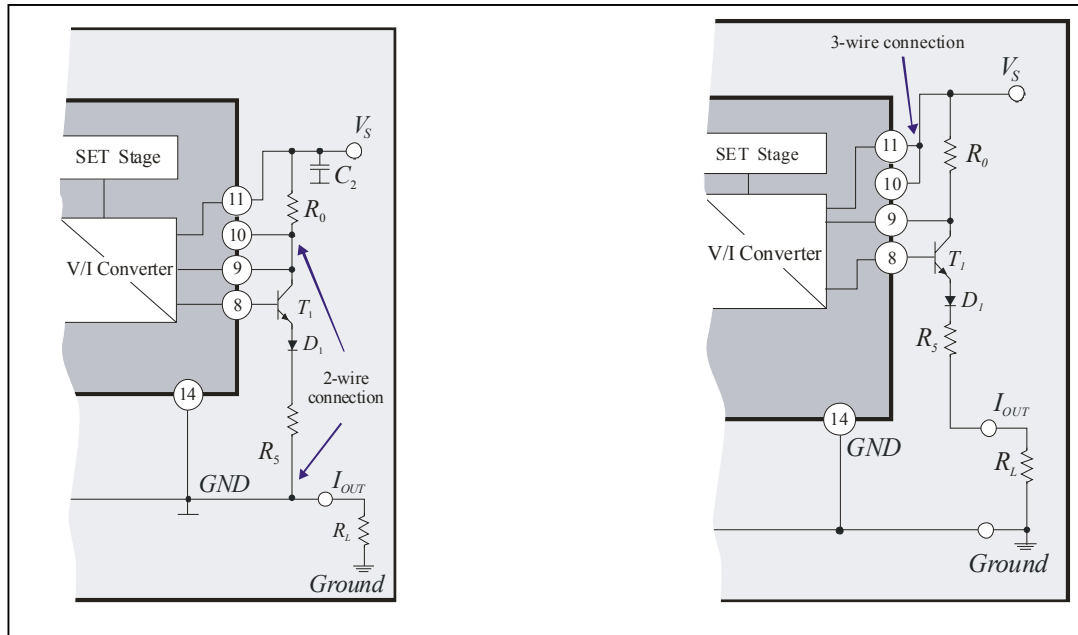 V_S
SET Stage
C_2
11
R_0
10
V/I Converter
9
8
T_1
D_1
2-wire
connection
14
R_5
GND
I_OUT
R_L
Ground
3-wire connection
V_S
11
SET Stage
R_0
10
9
V/I Converter
8
T_1
D_1
R_5
14
I_OUT
GND
R_L
Ground